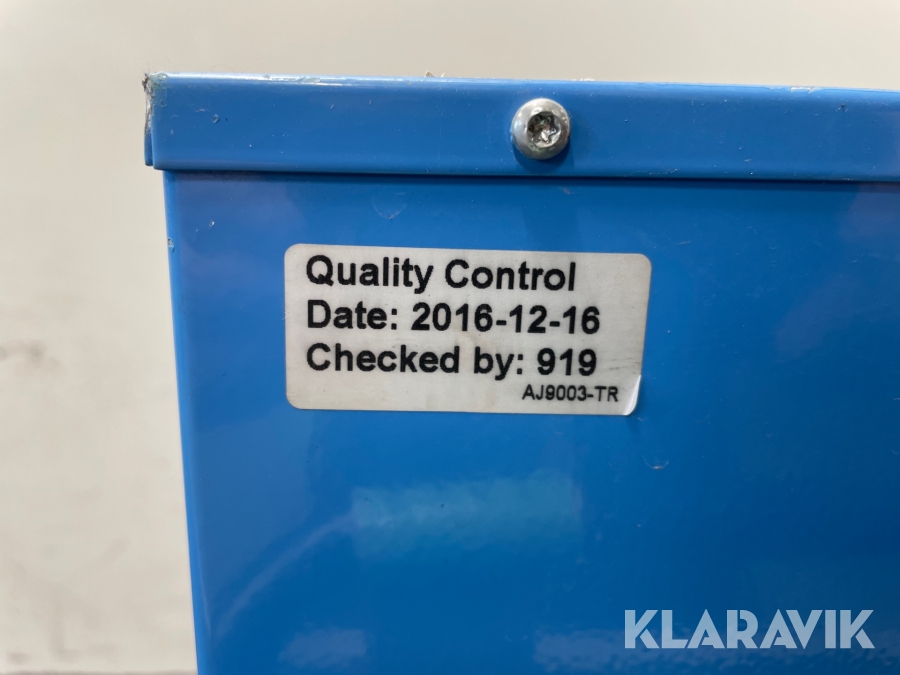 Quality Control
Date: 2016-12-16
Checked by: 919
AJ9003-TR
KLARAVIK